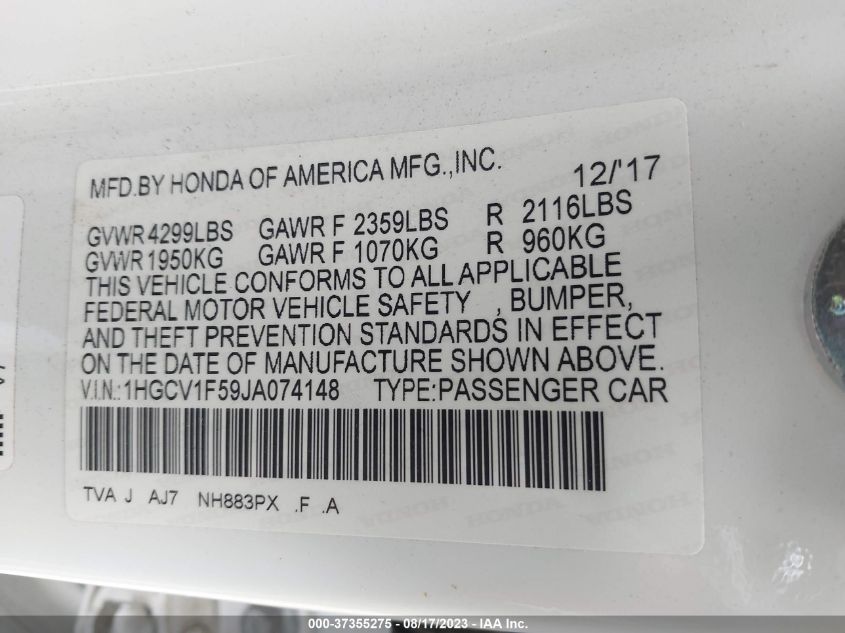 MFD.BY HONDA OF AMERICA MFG.,INC. 12/'17
GVWR 4299LBS GAWR F 2359LBS R 2116LBS
GVWR 1950KG GAWR F 1070KG R 960KG
THIS VEHICLE CONFORMS TO ALL APPLICABLE
FEDERAL MOTOR VEHICLE SAFETY , BUMPER,
AND THEFT PREVENTION STANDARDS IN EFFECT
ON THE DATE OF MANUFACTURE SHOWN ABOVE.
V.I.N.:1HGCV1F59JA074148 TYPE:PASSENGER CAR
TVA J AJ7 NH883PX .F .A
000-37355275 - 08/17/2023 - IAA Inc.